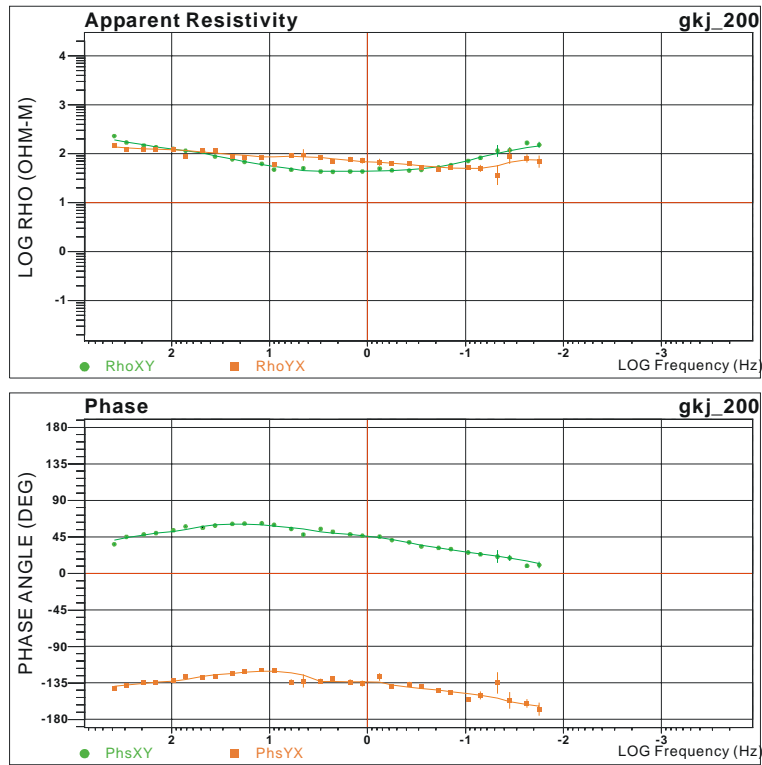 Apparent Resistivity gkj_200
LOG RHO (OHM-M)
4
3
2
1
0
-1
2 1 0 -1 -2 -3
RhoXY RhoYX LOG Frequency (Hz)
Phase gkj_200
PHASE ANGLE (DEG)
180
135
90
45
0
-45
-90
-135
-180
2 1 0 -1 -2 -3
PhsXY PhsYX LOG Frequency (Hz)